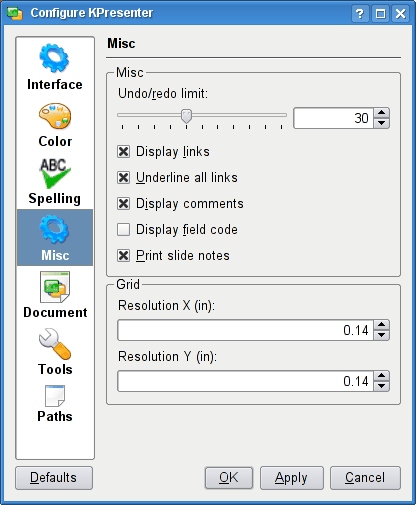 Configure KPresenter
Interface
Color
ABC
Spelling
Misc
Document
Tools
Paths
Misc
Misc
Undo/redo limit:
30
Display links
Underline all links
Display comments
Display field code
Print slide notes
Grid
Resolution X (in):
0.14
Resolution Y (in):
0.14
Defaults
OK
Apply
Cancel